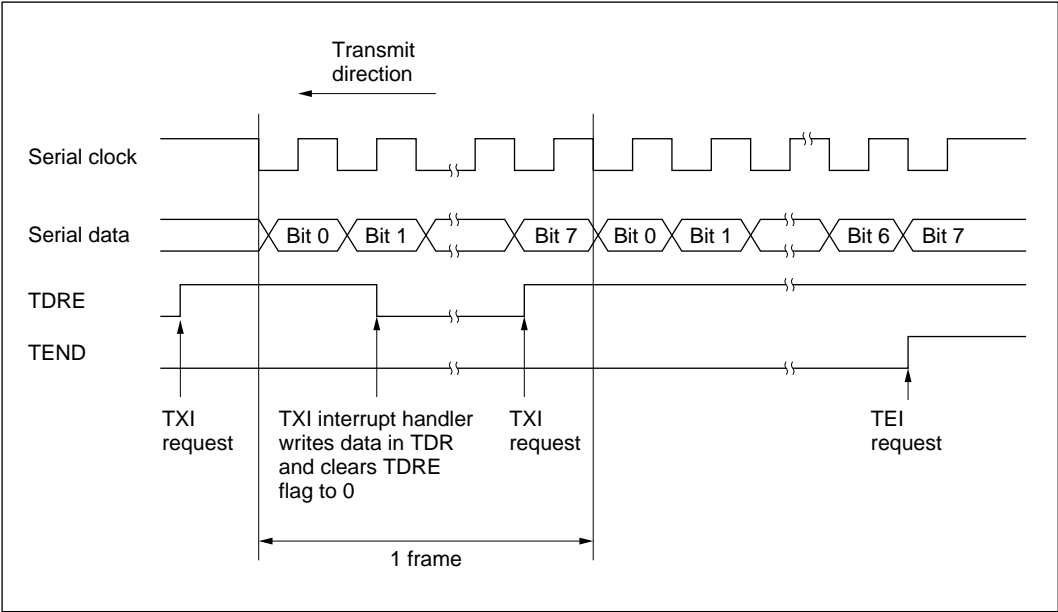 Transmit
direction
Serial clock
Serial data
Bit 0
Bit 1
Bit 7
Bit 0
Bit 1
Bit 6
Bit 7
TDRE
TEND
TXI
request
TXI interrupt handler
writes data in TDR
and clears TDRE
flag to 0
TXI
request
TEI
request
1 frame